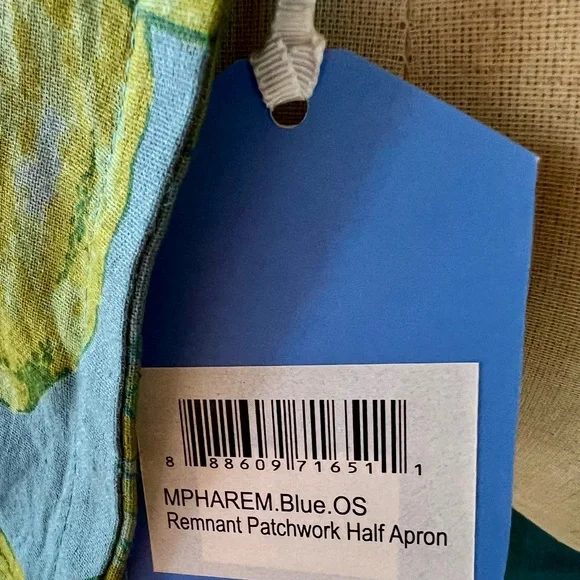 8 88609 71651 1
MPHAREM.Blue.OS
Remnant Patchwork Half Apron